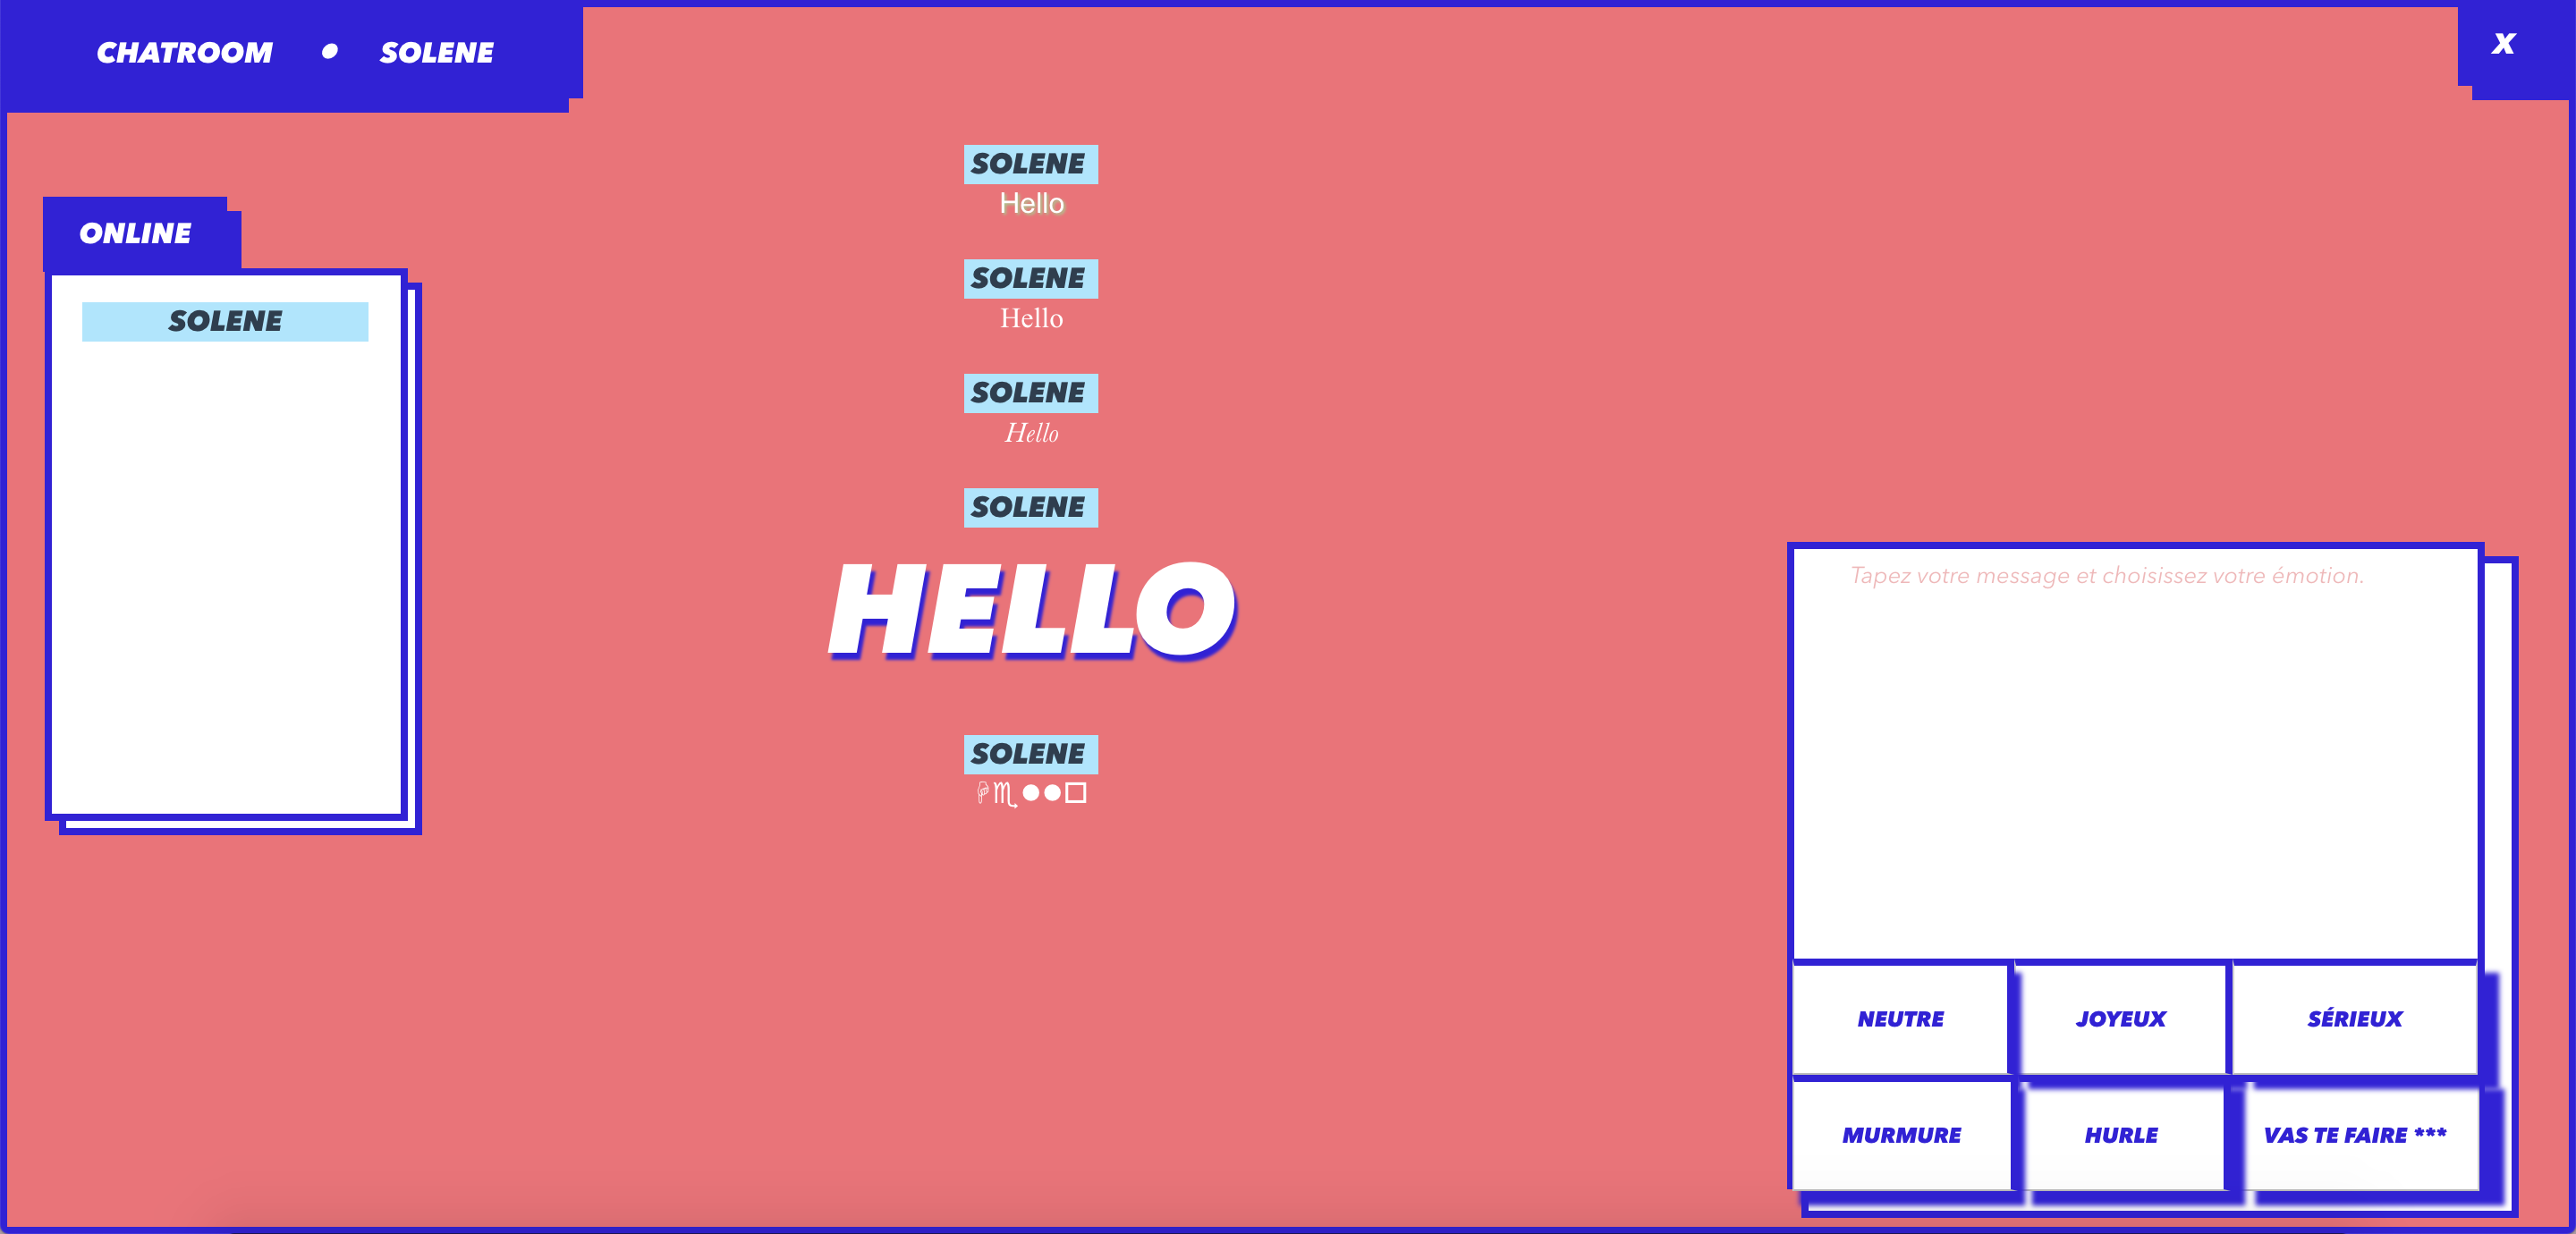 CHATROOM • SOLENE
X
ONLINE
SOLENE
SOLENE
Hello
SOLENE
Hello
SOLENE
Hello
SOLENE
HELLO
SOLENE
☟♏●●□
Tapez votre message et choisissez votre émotion.
NEUTRE JOYEUX SÉRIEUX
MURMURE HURLE VAS TE FAIRE ***